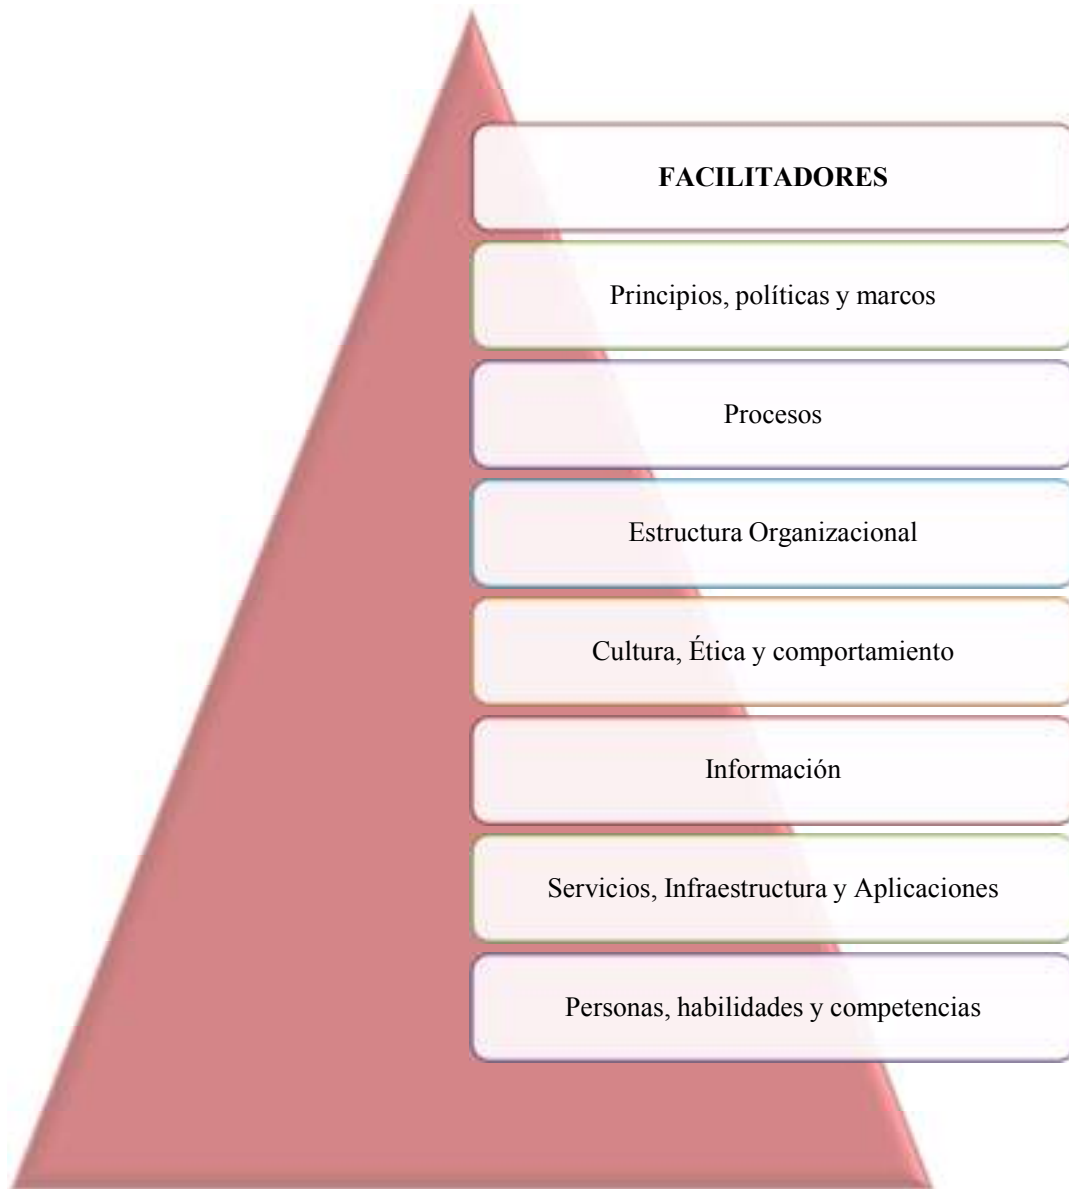 FACILITADORES
Principios, políticas y marcos
Procesos
Estructura Organizacional
Cultura, Ética y comportamiento
Información
Servicios, Infraestructura y Aplicaciones
Personas, habilidades y competencias